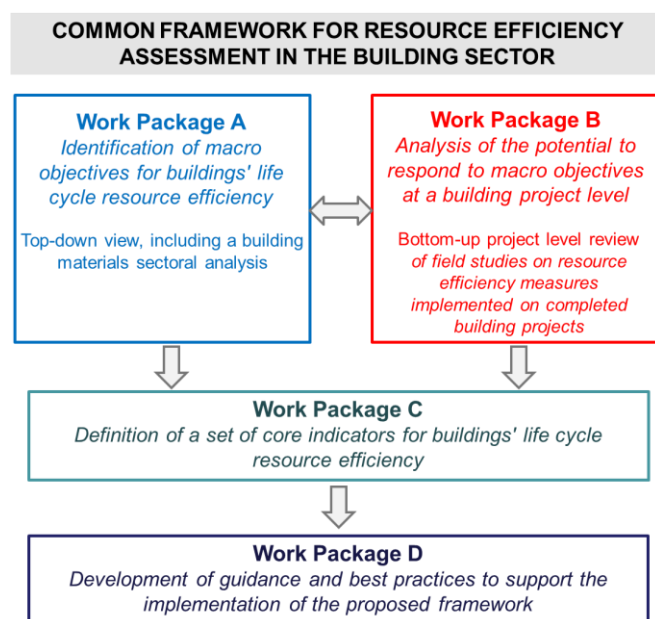 COMMON FRAMEWORK FOR RESOURCE EFFICIENCY
ASSESSMENT IN THE BUILDING SECTOR
Work Package A
Identification of macro
objectives for buildings' life
cycle resource efficiency
Top-down view, including a building
materials sectoral analysis
Work Package B
Analysis of the potential to
respond to macro objectives
at a building project level
Bottom-up project level review
of field studies on resource
efficiency measures
implemented on completed
building projects
Work Package C
Definition of a set of core indicators for buildings' life cycle
resource efficiency
Work Package D
Development of guidance and best practices to support the
implementation of the proposed framework